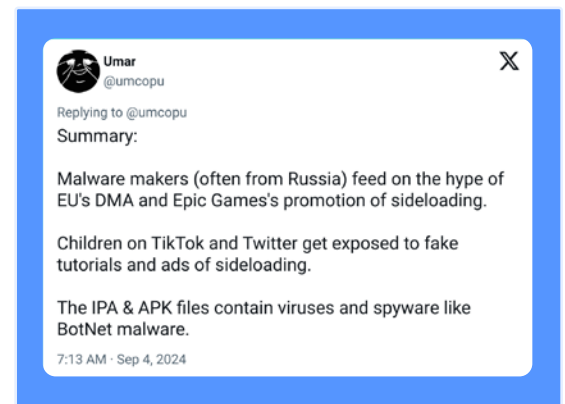 Umar
@umcopu
Replying to @umcopu
Summary:
Malware makers (often from Russia) feed on the hype of
EU's DMA and Epic Games's promotion of sideloading.
Children on TikTok and Twitter get exposed to fake
tutorials and ads of sideloading.
The IPA & APK files contain viruses and spyware like
BotNet malware.
7:13 AM · Sep 4, 2024